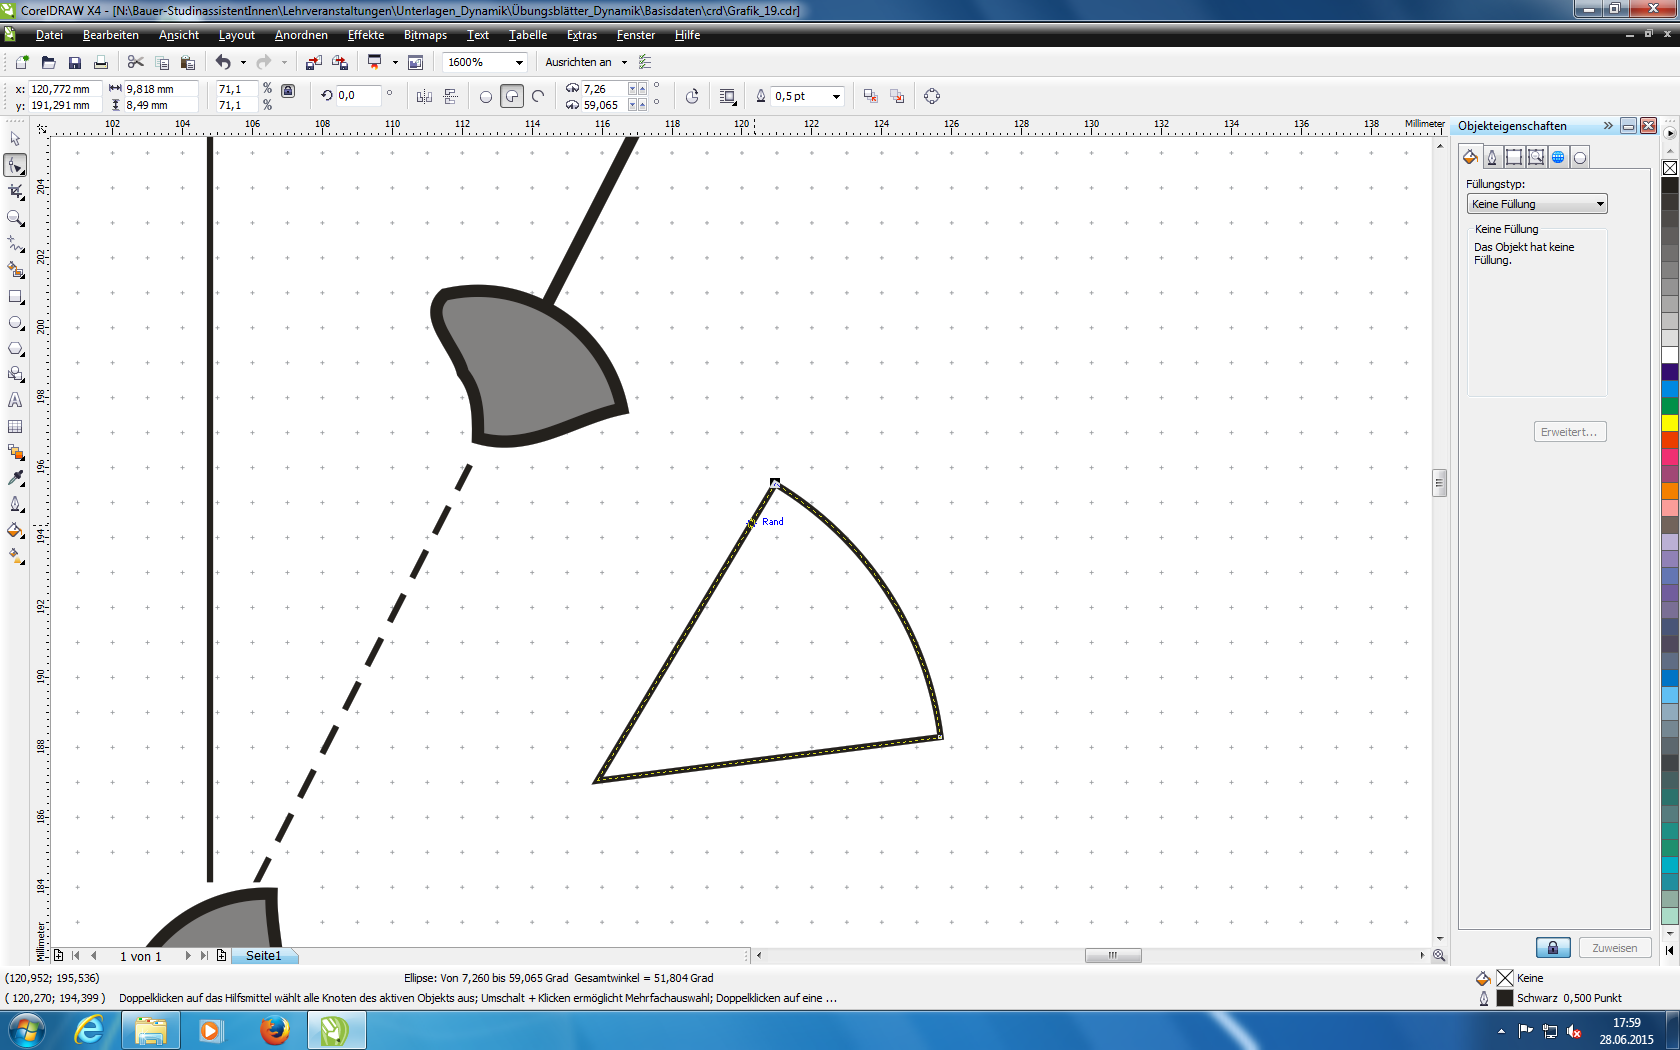 CorelDRAW X4 - [N:\Bauer-StudinassistentInnen\Lehrveranstaltungen\Unterlagen_Dynamik\Übungsblätter_Dynamik\Basisdaten\crd\Grafik_19.cdr]
Datei Bearbeiten Ansicht Layout Anordnen Effekte Bitmaps Text Tabelle Extras Fenster Hilfe
1600% Ausrichten an
x: 120,772 mm 9,818 mm 71,1 % 0,0 ° 7,26 ° 0,5 pt
y: 191,291 mm 8,49 mm 71,1 % 59,065 °
102 104 106 108 110 112 114 116 118 120 122 124 126 128 130 132 134 136 138 Millimeter
204
202
200
198
196
194
192
190
188
186
184
Millimeter
Rand
Objekteigenschaften
Füllungstyp:
Keine Füllung
Keine Füllung
Das Objekt hat keine
Füllung.
Erweitert...
Zuweisen
1 von 1 Seite1
(120,952; 195,536) Ellipse: Von 7,260 bis 59,065 Grad Gesamtwinkel = 51,804 Grad Keine
( 120,270; 194,399 ) Doppelklicken auf das Hilfsmittel wählt alle Knoten des aktiven Objekts aus; Umschalt +Klicken ermöglicht Mehrfachauswahl; Doppelklicken auf eine ... Schwarz 0,500 Punkt
17:59
28.06.2015